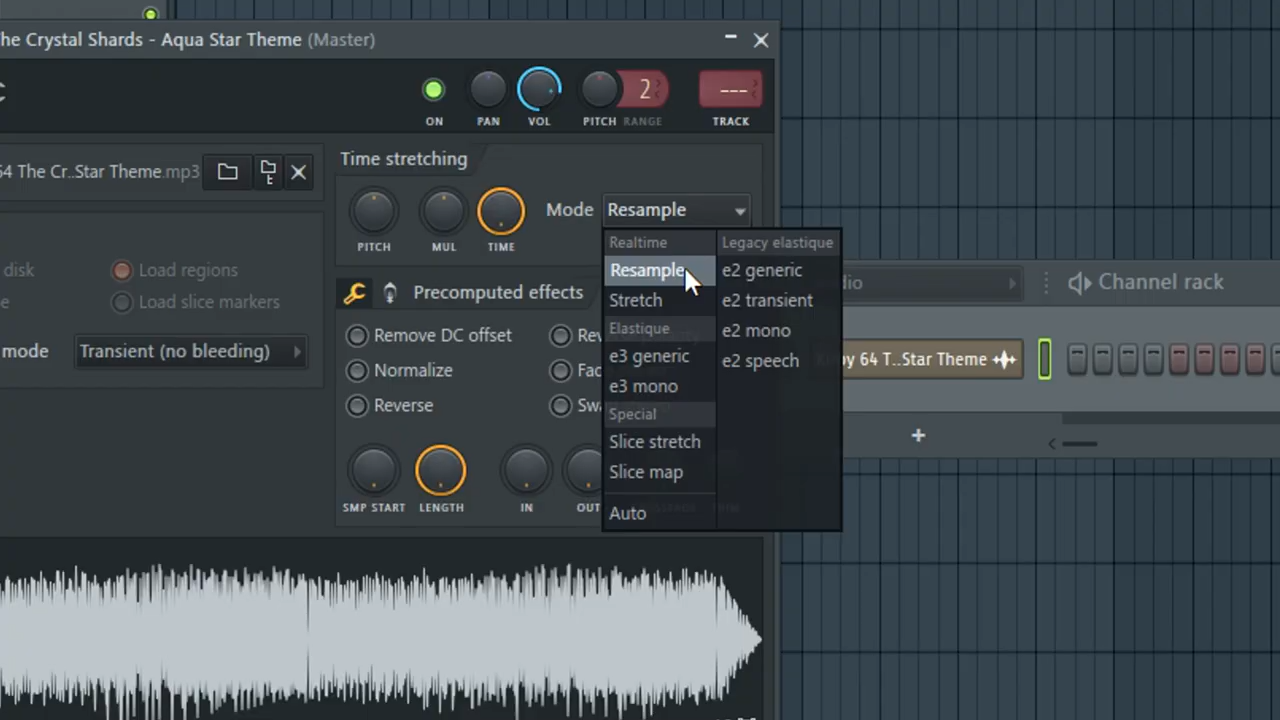 he Crystal Shards - Aqua Star Theme (Master)
ON
PAN
VOL
PITCH RANGE
2
---
TRACK
64 The Cr..Star Theme.mp3
Time stretching
PITCH
MUL
TIME
Mode Resample
Realtime
Resample
Stretch
Elastique
e3 generic
e3 mono
Special
Slice stretch
Slice map
Auto
Legacy elastique
e2 generic
e2 transient
e2 mono
e2 speech
disk
Load regions
Load slice markers
mode
Transient (no bleeding)
Precomputed effects
Remove DC offset
Normalize
Reverse
SMP START
LENGTH
IN
OUT
Channel rack
by 64 T..Star Theme
+